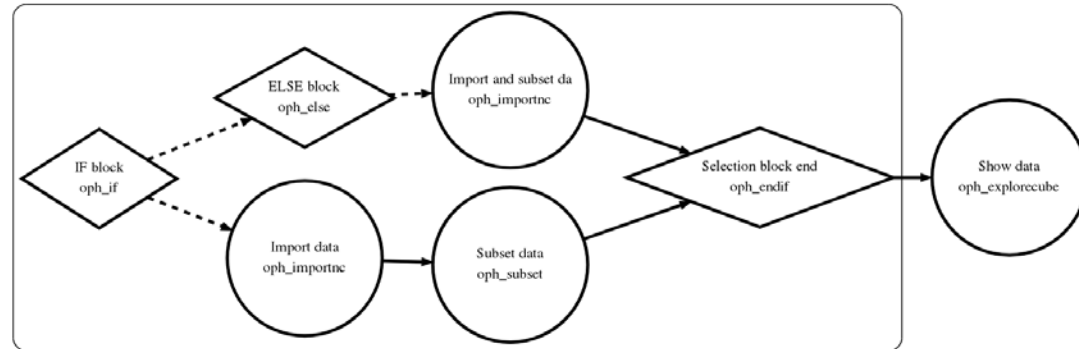 IF block
oph_if
ELSE block
oph_else
Import and subset da
oph_importnc
Import data
oph_importnc
Subset data
oph_subset
Selection block end
oph_endif
Show data
oph_explorecube